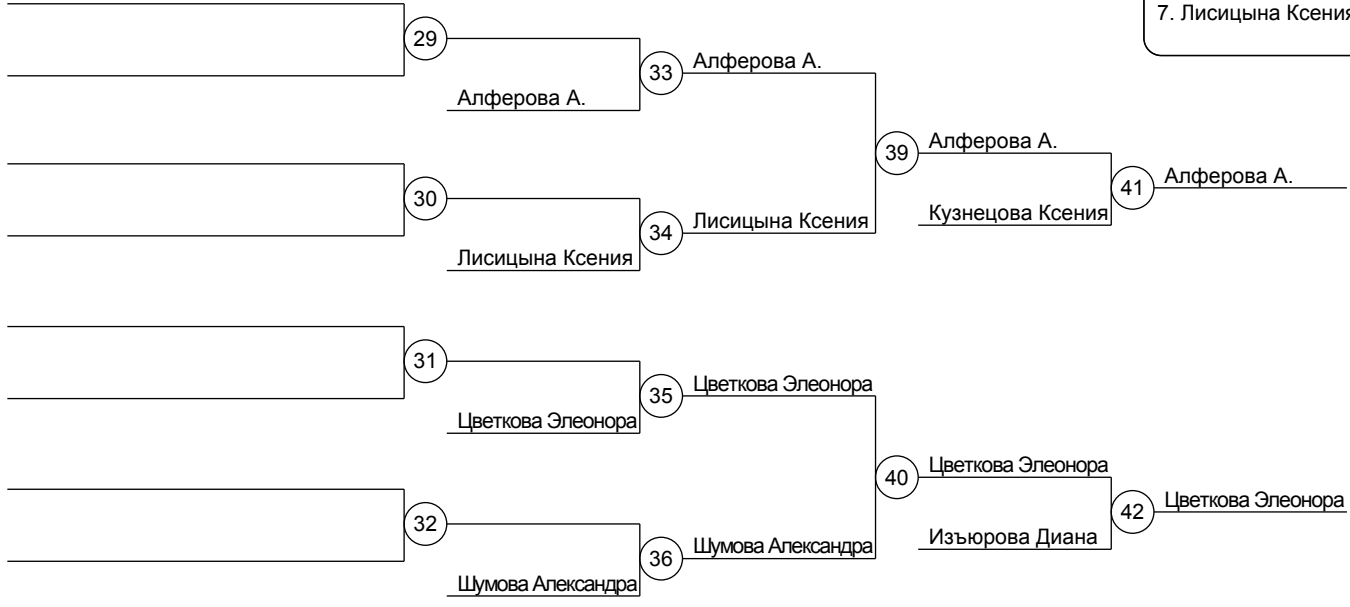 7. Лисицына Ксения
29
33
Алферова А.
Алферова А.
39
Алферова А.
41
Алферова А.
30
34
Лисицына Ксения
Кузнецова Ксения
Лисицына Ксения
31
35
Цветкова Элеонора
Цветкова Элеонора
40
Цветкова Элеонора
42
Цветкова Элеонора
32
36
Шумова Александра
Изъюрова Диана
Шумова Александра